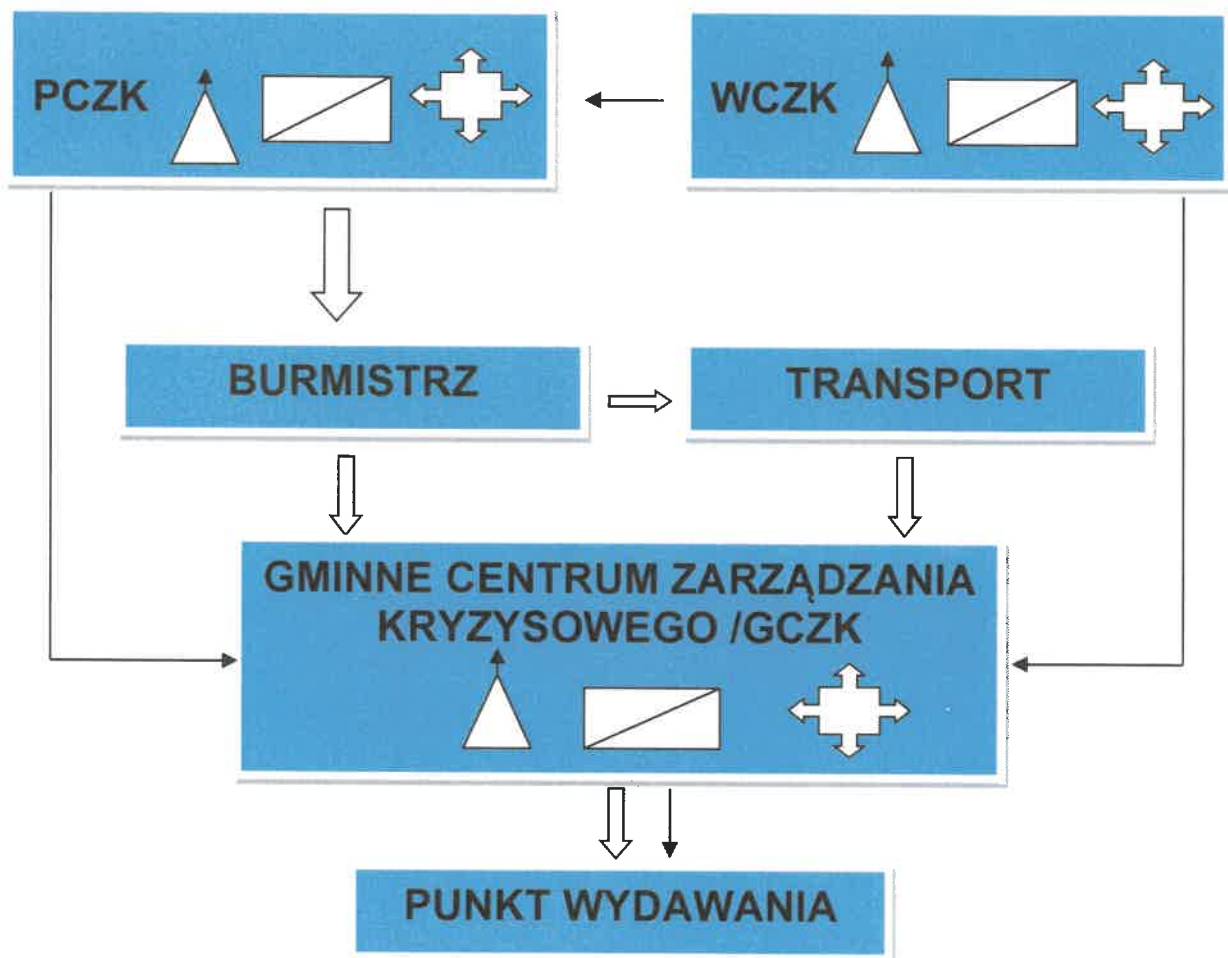 PCZK
WCZK
BURMISTRZ
TRANSPORT
GMINNE CENTRUM ZARZĄDZANIA
KRYZYSOWEGO /GCZK
PUNKT WYDAWANIA